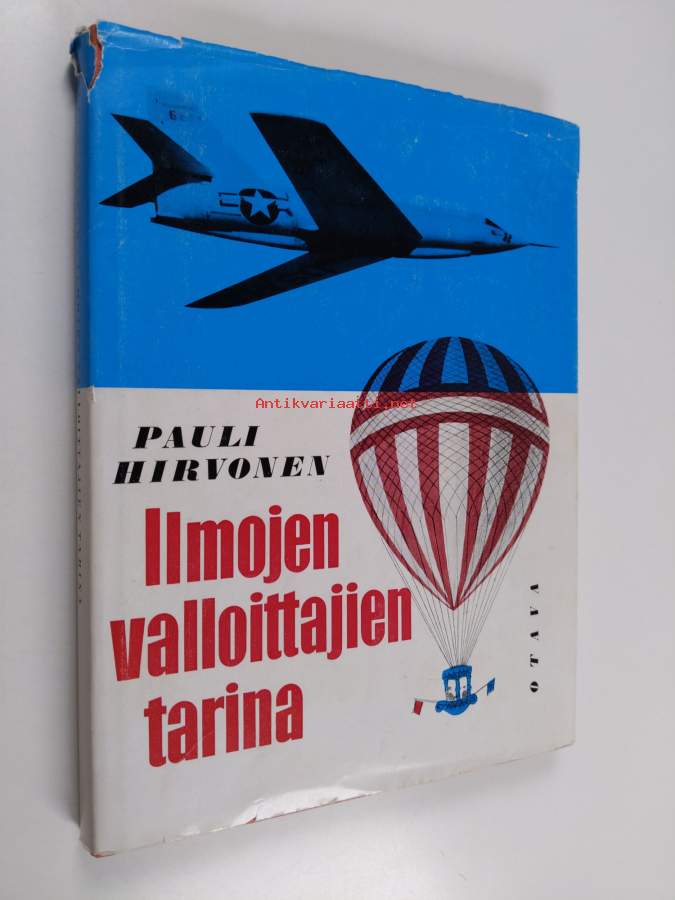 Antikvariaatti.net
PAULI
HIRVONEN
Ilmojen
valloittajien
tarina
OTAVA